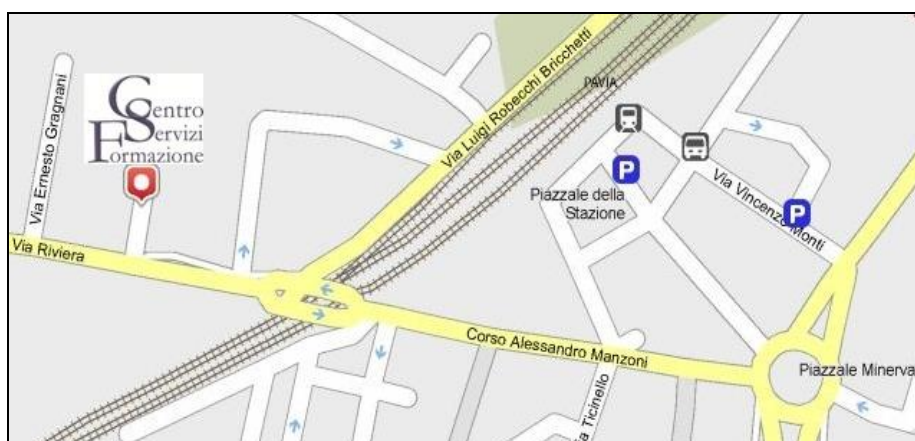 Via Ernesto Gragnani
Centro
Servizi
Formazione
Via Riviera
Via Luigi Robecchi Bricchetti
PAVIA
Piazzale della
Stazione
P
Via Vincenzo Monti
P
Corso Alessandro Manzoni
Piazzale Minerva
a Ticinello